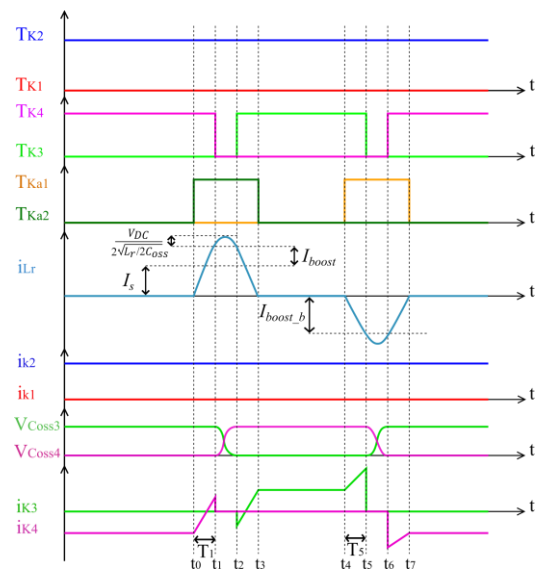 TK2
TK1 t
TK4
TK3 t
TKa1
TKa2 t
VDC
2√Lr/2Coss
Iboost
iLr Is t
Iboost_b
ik2
ik1 t
VCoss3
VCoss4 t
iK3 t
iK4
T1 T5
t0 t1 t2 t3 t4 t5 t6 t7